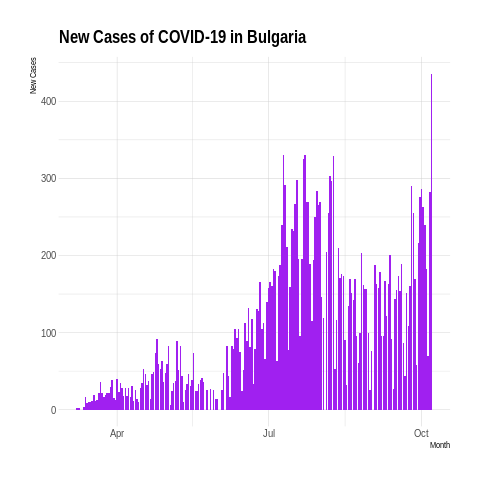 New Cases of COVID-19 in Bulgaria
New Cases
400
300
200
100
0
Apr
Jul
Oct
Month